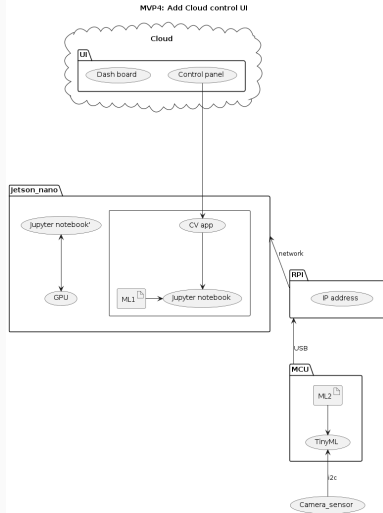 MVP4: Add Cloud control UI
Cloud
UI
Dash board
Control panel
Jetson_nano
Jupyter notebook'
CV app
GPU
ML1
Jupyter notebook
network
RPI
IP address
USB
MCU
ML2
TinyML
i2c
Camera_sensor